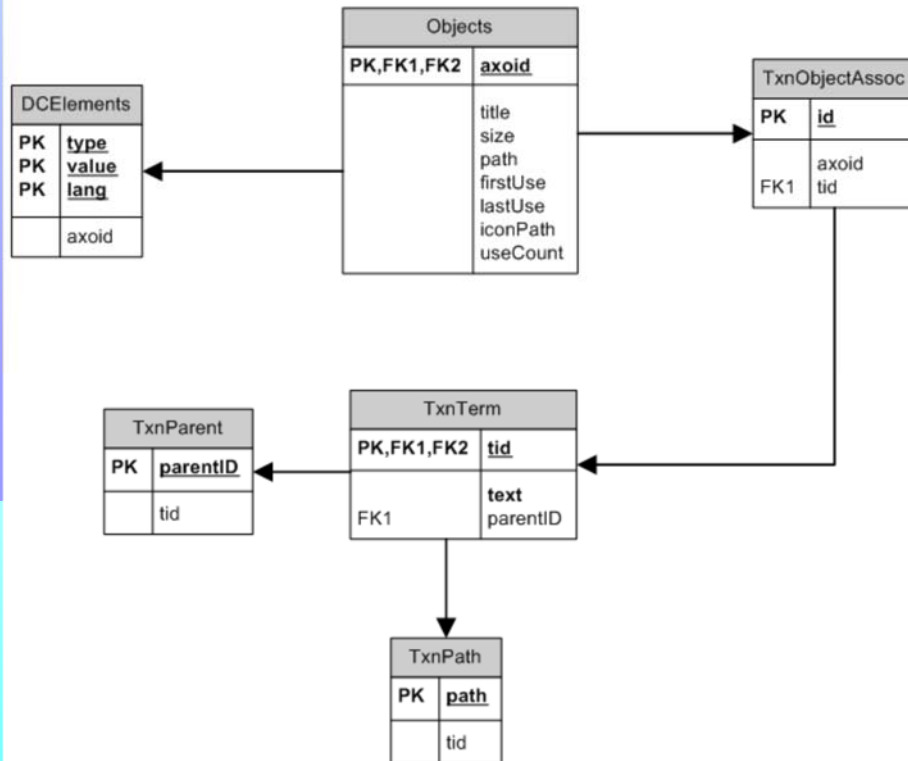 Objects
PK,FK1,FK2 axoid
title
size
path
firstUse
lastUse
iconPath
useCount
DCElements
PK type
PK value
PK lang
axoid
TxnObjectAssoc
PK id
axoid
FK1 tid
TxnParent
PK parentID
tid
TxnTerm
PK,FK1,FK2 tid
text
FK1 parentID
TxnPath
PK path
tid